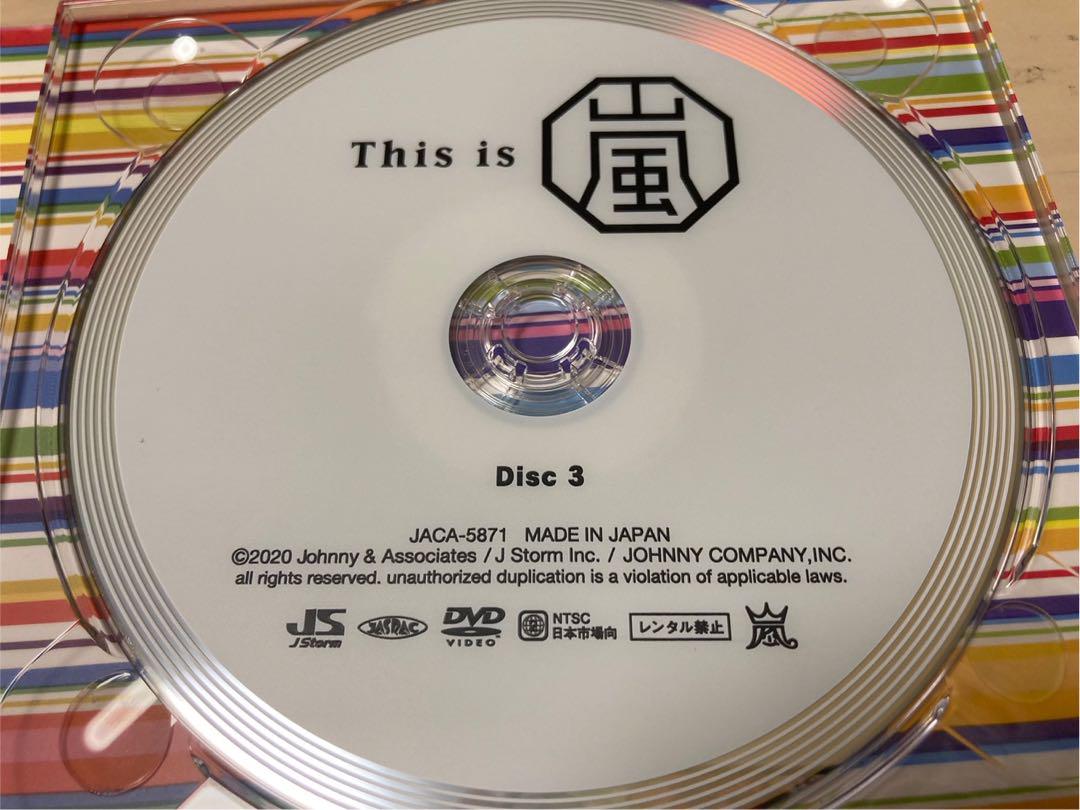 This is 嵐
Disc 3
JACA-5871 MADE IN JAPAN
©2020 Johnny & Associates / J Storm Inc. / JOHNNY COMPANY,INC.
all rights reserved. unauthorized duplication is a violation of applicable laws.
JS J Storm JASRAC DVD VIDEO 2 NTSC 日本市場向 レンタル禁止 嵐